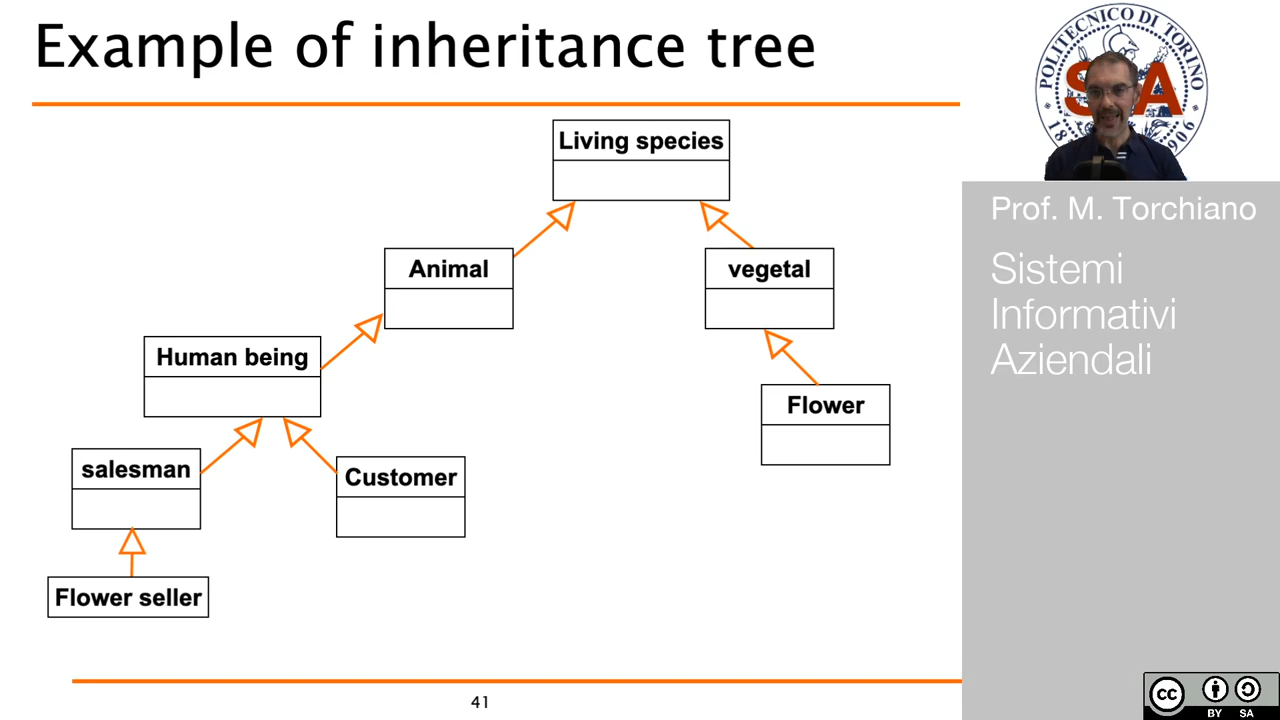 Example of inheritance tree
Living species
Animal
vegetal
Human being
Flower
salesman
Customer
Flower seller
41
POLITECNICO DI TORINO
Prof. M. Torchiano
Sistemi
Informativi
Aziendali
cc
BY SA